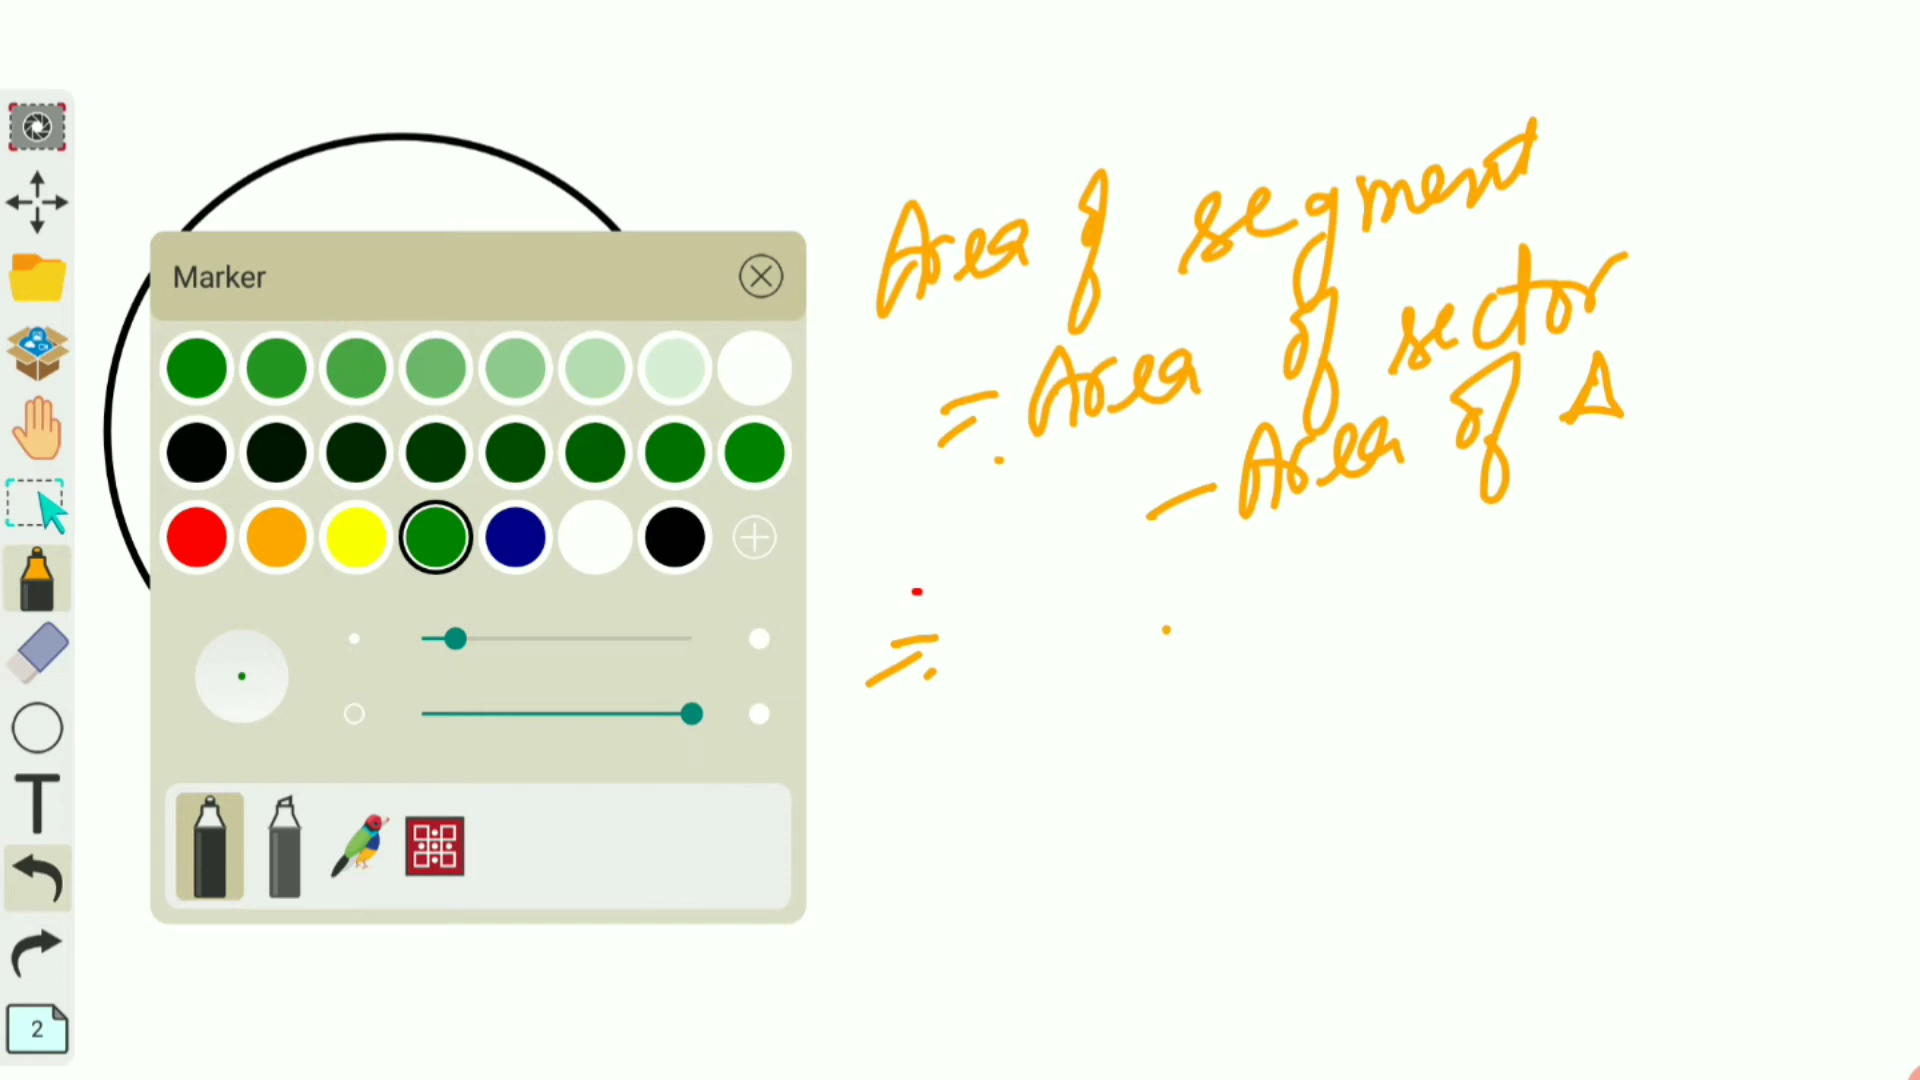 Marker
Area of segment
= Area of sector
- Area of Δ
=
2